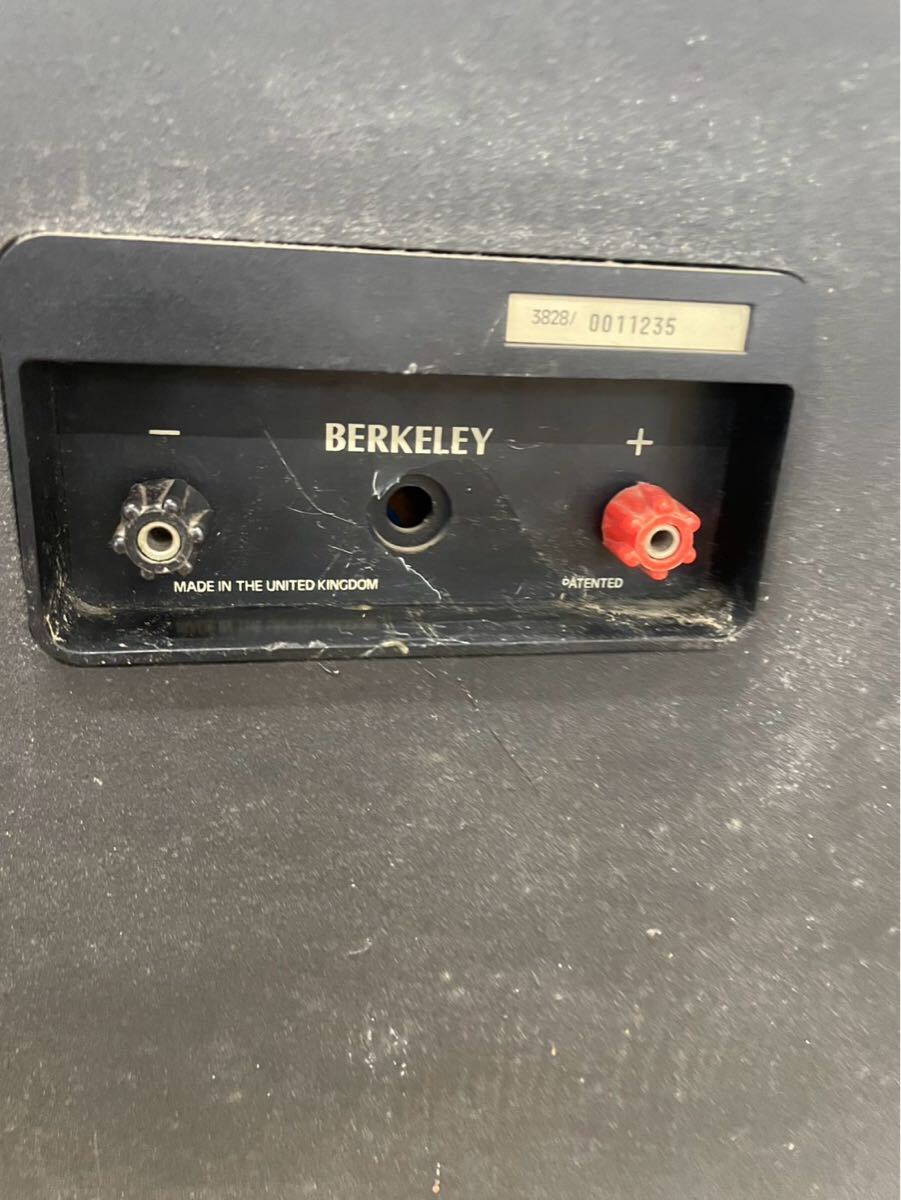 3828/ 0011235
− BERKELEY +
MADE IN THE UNITED KINGDOM PATENTED